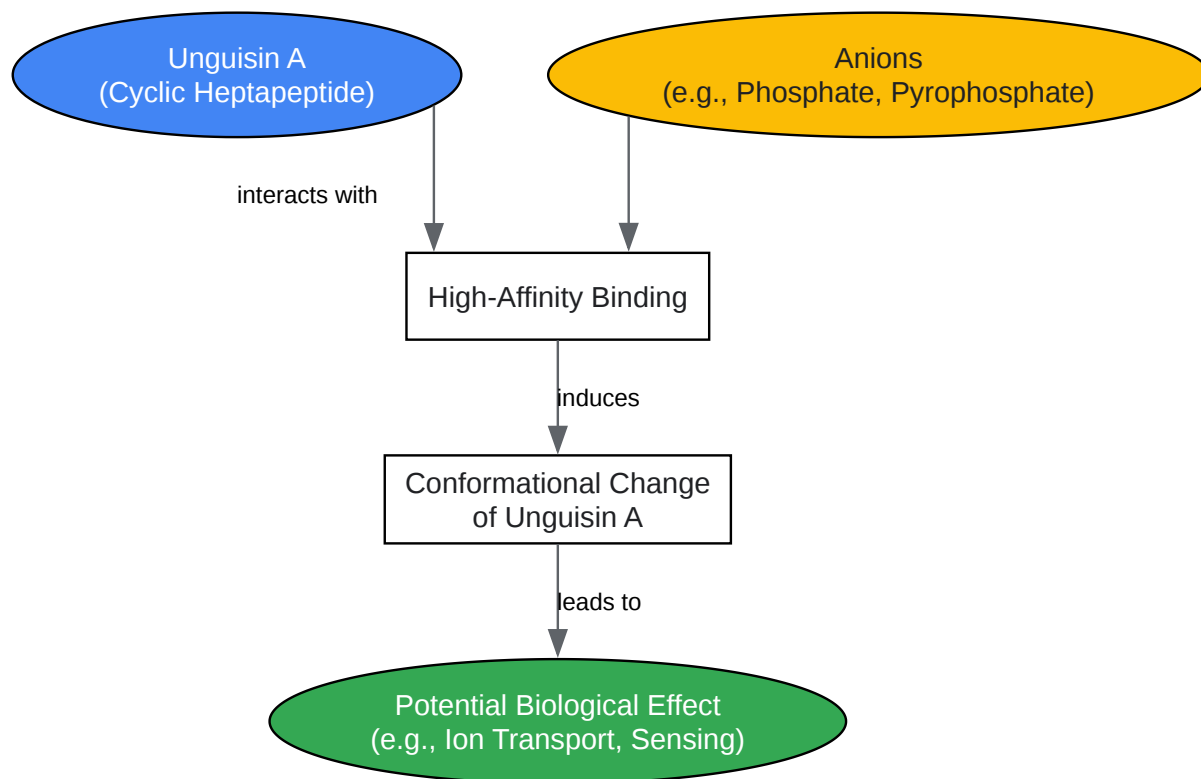 Unguisin A
(Cyclic Heptapeptide)
Anions
(e.g., Phosphate, Pyrophosphate)
interacts with
High-Affinity Binding
induces
Conformational Change
of Unguisin A
leads to
Potential Biological Effect
(e.g., Ion Transport, Sensing)